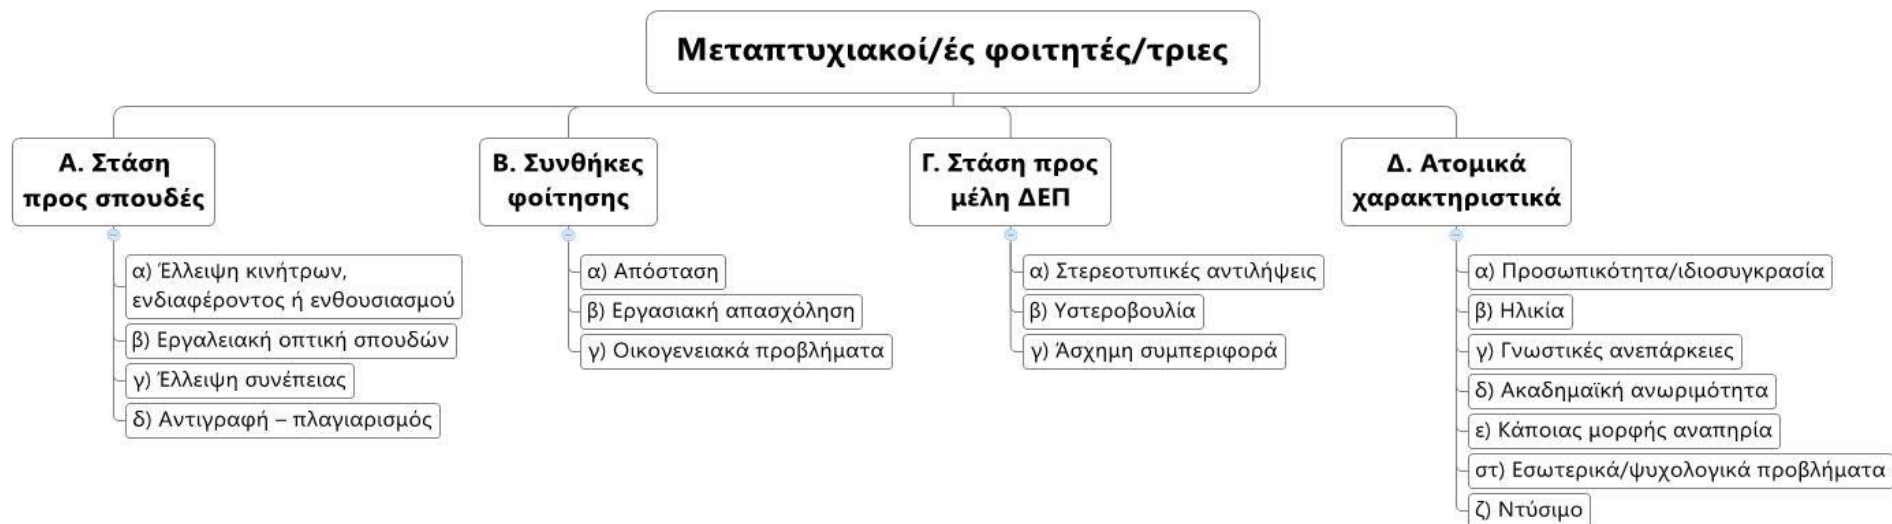 Μεταπτυχιακοί/ές φοιτητές/τριες
Α. Στάση
προς σπουδές
α) Έλλειψη κινήτρων,
ενδιαφέροντος ή ενθουσιασμού
β) Εργαλειακή οπτική σπουδών
γ) Έλλειψη συνέπειας
δ) Αντιγραφή – πλαγιαρισμός
Β. Συνθήκες
φοίτησης
α) Απόσταση
β) Εργασιακή απασχόληση
γ) Οικογενειακά προβλήματα
Γ. Στάση προς
μέλη ΔΕΠ
α) Στερεοτυπικές αντιλήψεις
β) Υστεροβουλία
γ) Άσχημη συμπεριφορά
Δ. Ατομικά
χαρακτηριστικά
α) Προσωπικότητα/ιδιοσυγκρασία
β) Ηλικία
γ) Γνωστικές ανεπάρκειες
δ) Ακαδημαϊκή ανωριμότητα
ε) Κάποιας μορφής αναπηρία
στ) Εσωτερικά/ψυχολογικά προβλήματα
ζ) Ντύσιμο